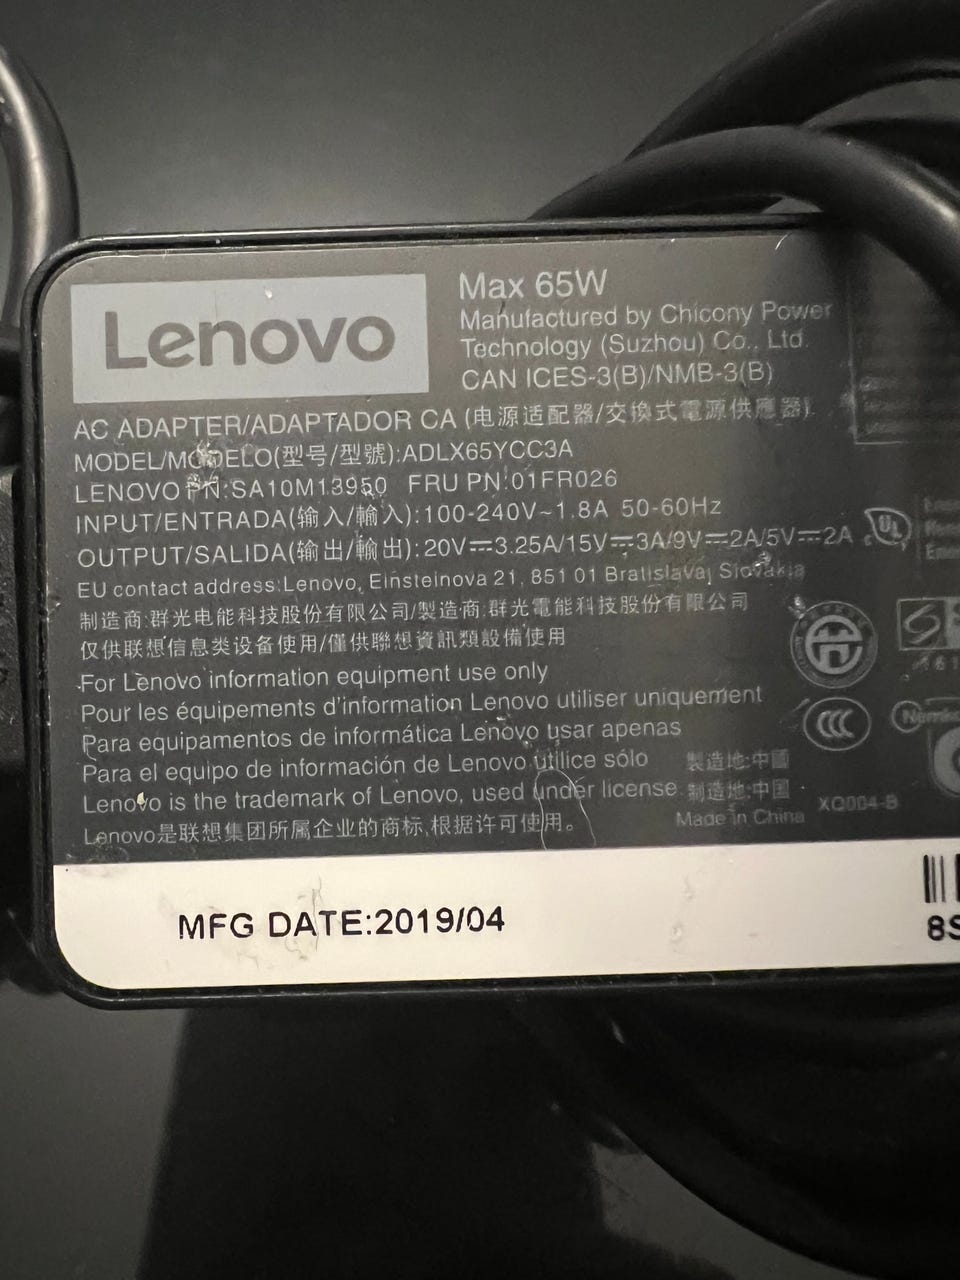 Lenovo
Max 65W
Manufactured by Chicony Power
Technology (Suzhou) Co., Ltd.
CAN ICES-3(B)/NMB-3(B)
AC ADAPTER/ADAPTADOR CA (电源适配器/交換式電源供應器)
MODEL/MODELO(型号/型號):ADLX65YCC3A
LENOVO PN:SA10M13950 FRU PN:01FR026
INPUT/ENTRADA(输入/輸入):100-240V~1.8A 50-60Hz
OUTPUT/SALIDA(输出/輸出):20V⎓3.25A/15V⎓3A/9V⎓2A/5V⎓2A
UL
EU contact address:Lenovo, Einsteinova 21, 851 01 Bratislava, Slovakia
制造商:群光电能科技股份有限公司/製造商:群光電能科技股份有限公司
仅供联想信息类设备使用/僅供聯想資訊類設備使用
For Lenovo information equipment use only
Pour les équipements d'information Lenovo utiliser uniquement
Para equipamentos de informática Lenovo usar apenas
Para el equipo de información de Lenovo utilice sólo
製造地:中國
Lenovo is the trademark of Lenovo, used under license
制造地:中国
Lenovo是联想集团所属企业的商标,根据许可使用。
Made in China
XQ004-B
MFG DATE:2019/04
8S